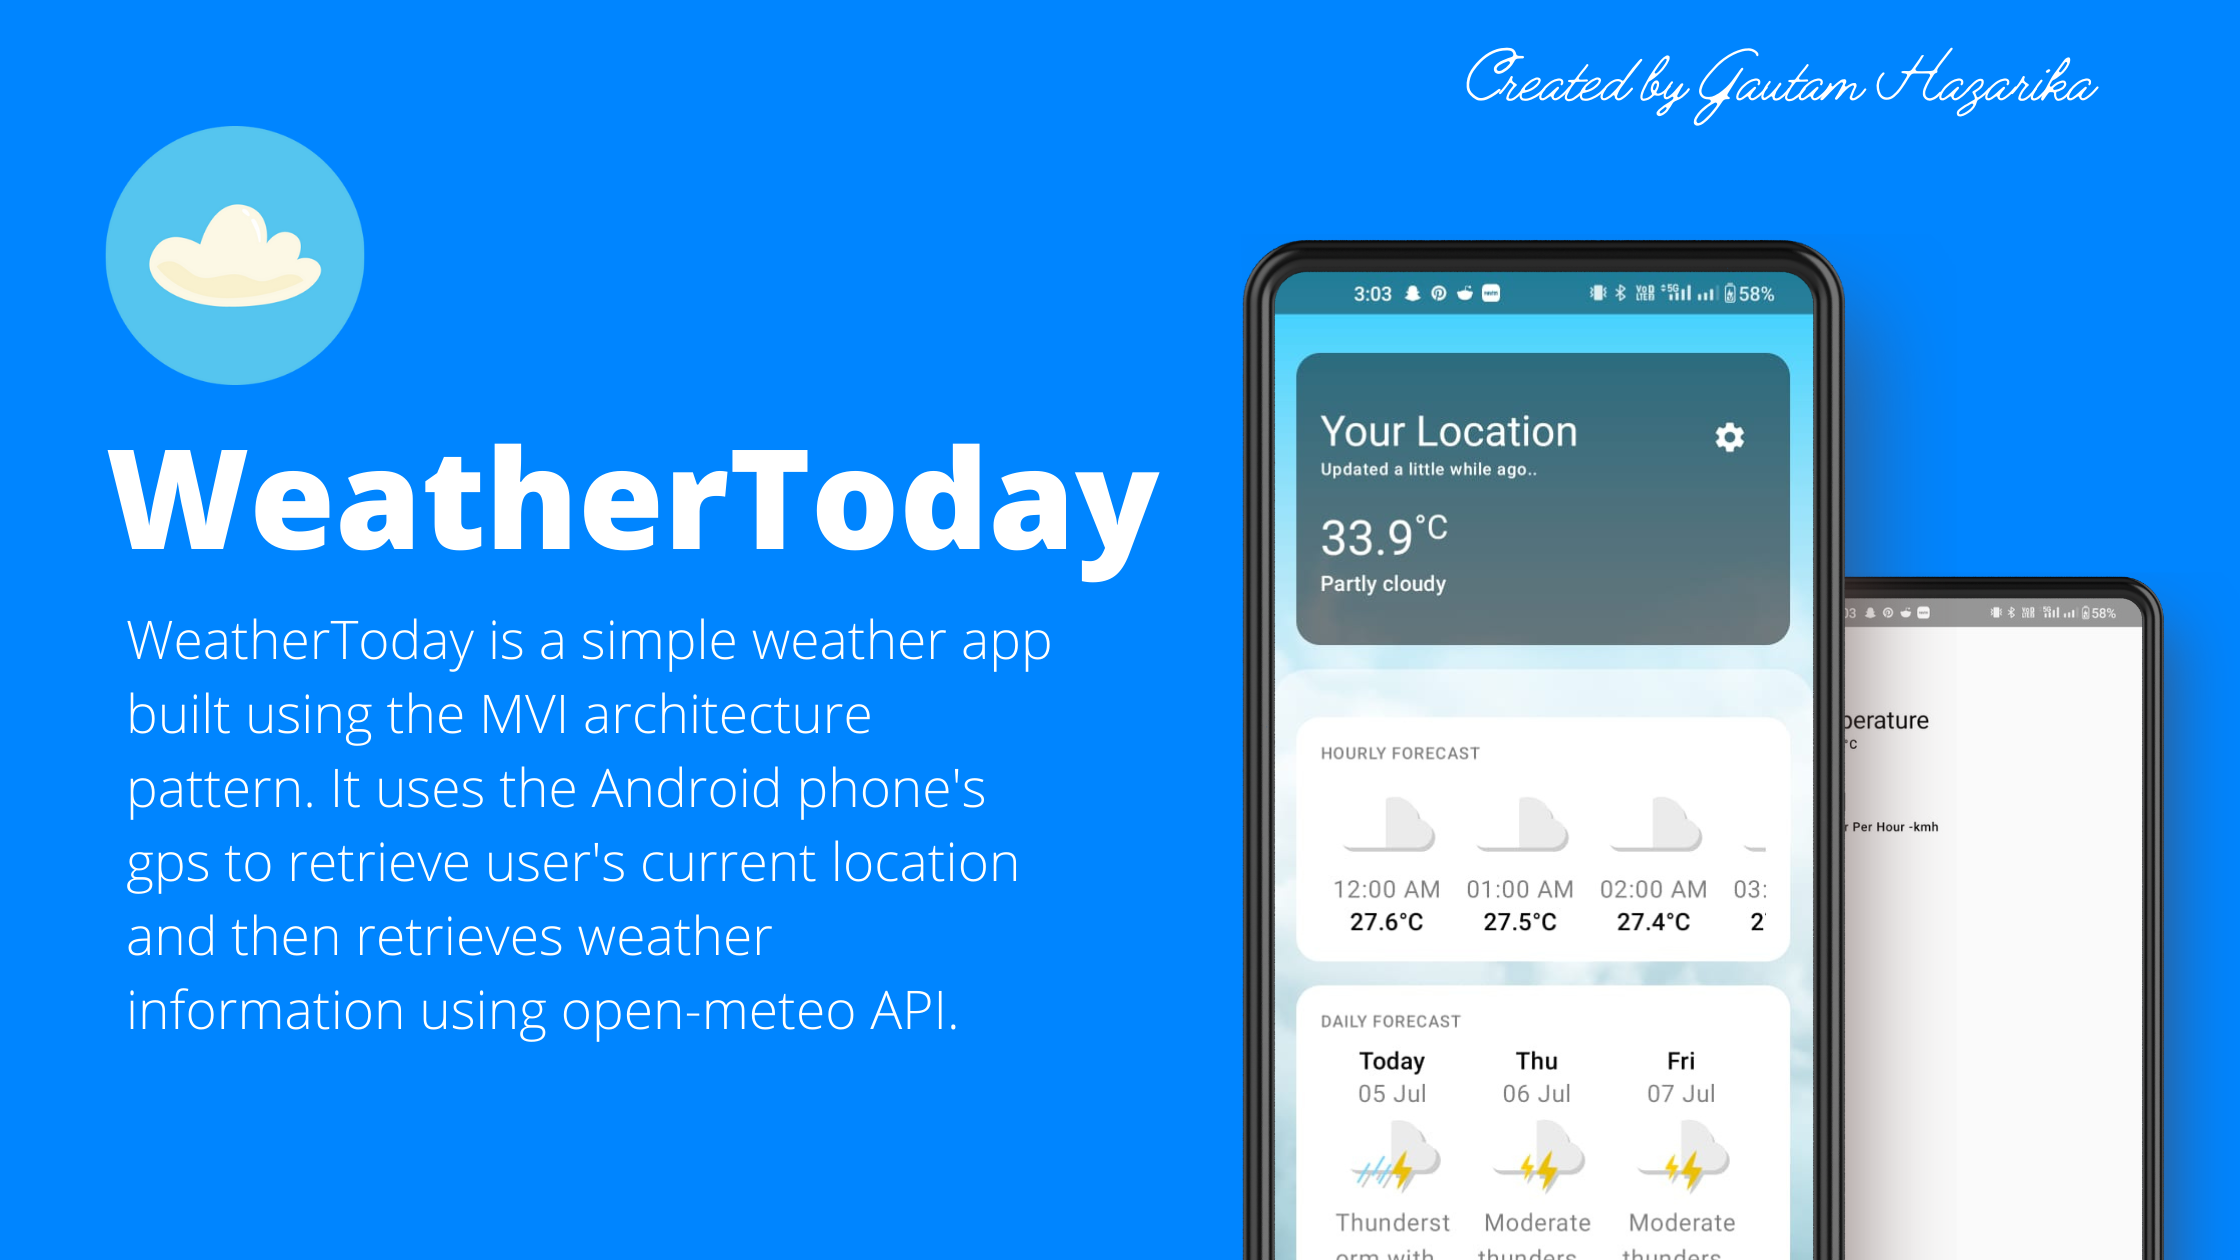 Created by Gautam Hazarika
WeatherToday
WeatherToday is a simple weather app
built using the MVI architecture
pattern. It uses the Android phone's
gps to retrieve user's current location
and then retrieves weather
information using open-meteo API.
3:03 58%
Your Location
Updated a little while ago..
33.9°C
Partly cloudy
HOURLY FORECAST
12:00 AM 01:00 AM 02:00 AM 03:
27.6°C 27.5°C 27.4°C 2
DAILY FORECAST
Today Thu Fri
05 Jul 06 Jul 07 Jul
Thunderst Moderate Moderate
orm with thunders thunders
03 58%
perature
°C
r Per Hour -kmh